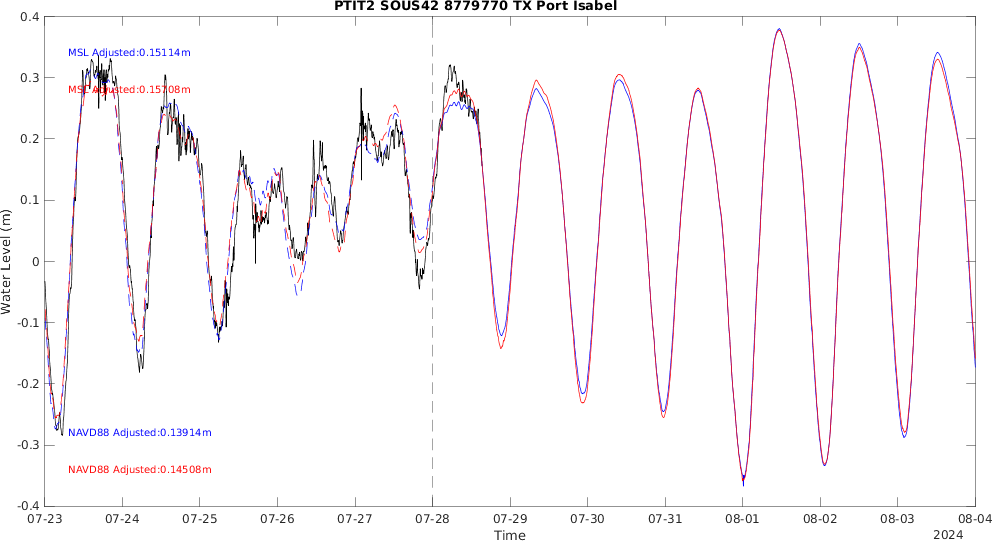 PTIT2 SOUS42 8779770 TX Port Isabel
Water Level (m)
0.4
0.3
0.2
0.1
0
-0.1
-0.2
-0.3
-0.4
MSL Adjusted:0.15114m
MSL Adjusted:0.15708m
NAVD88 Adjusted:0.13914m
NAVD88 Adjusted:0.14508m
07-23 07-24 07-25 07-26 07-27 07-28 07-29 07-30 07-31 08-01 08-02 08-03 08-04
Time
2024